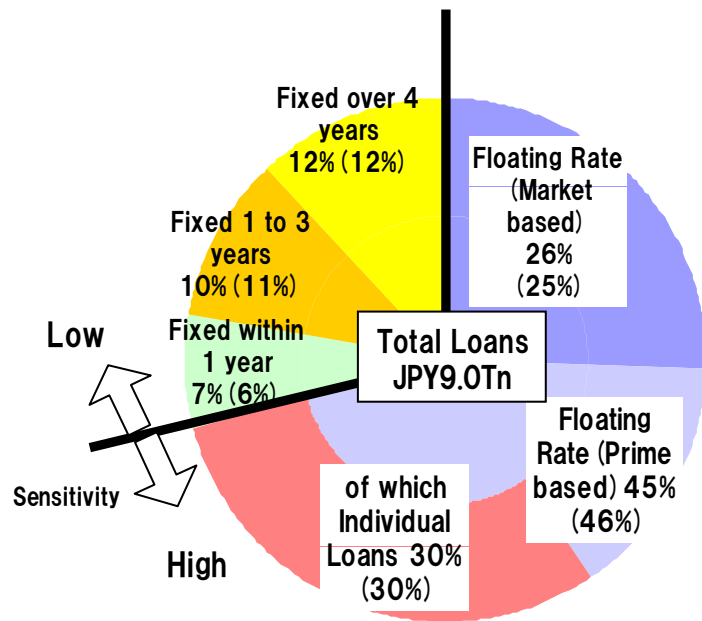 Fixed over 4
years
12% (12%)
Floating Rate
(Market
based)
26%
(25%)
Fixed 1 to 3
years
10% (11%)
Fixed within
1 year
7% (6%)
Low
Total Loans
JPY9.0Tn
Floating
Rate (Prime
based) 45%
(46%)
of which
Individual
Loans 30%
(30%)
Sensitivity
High